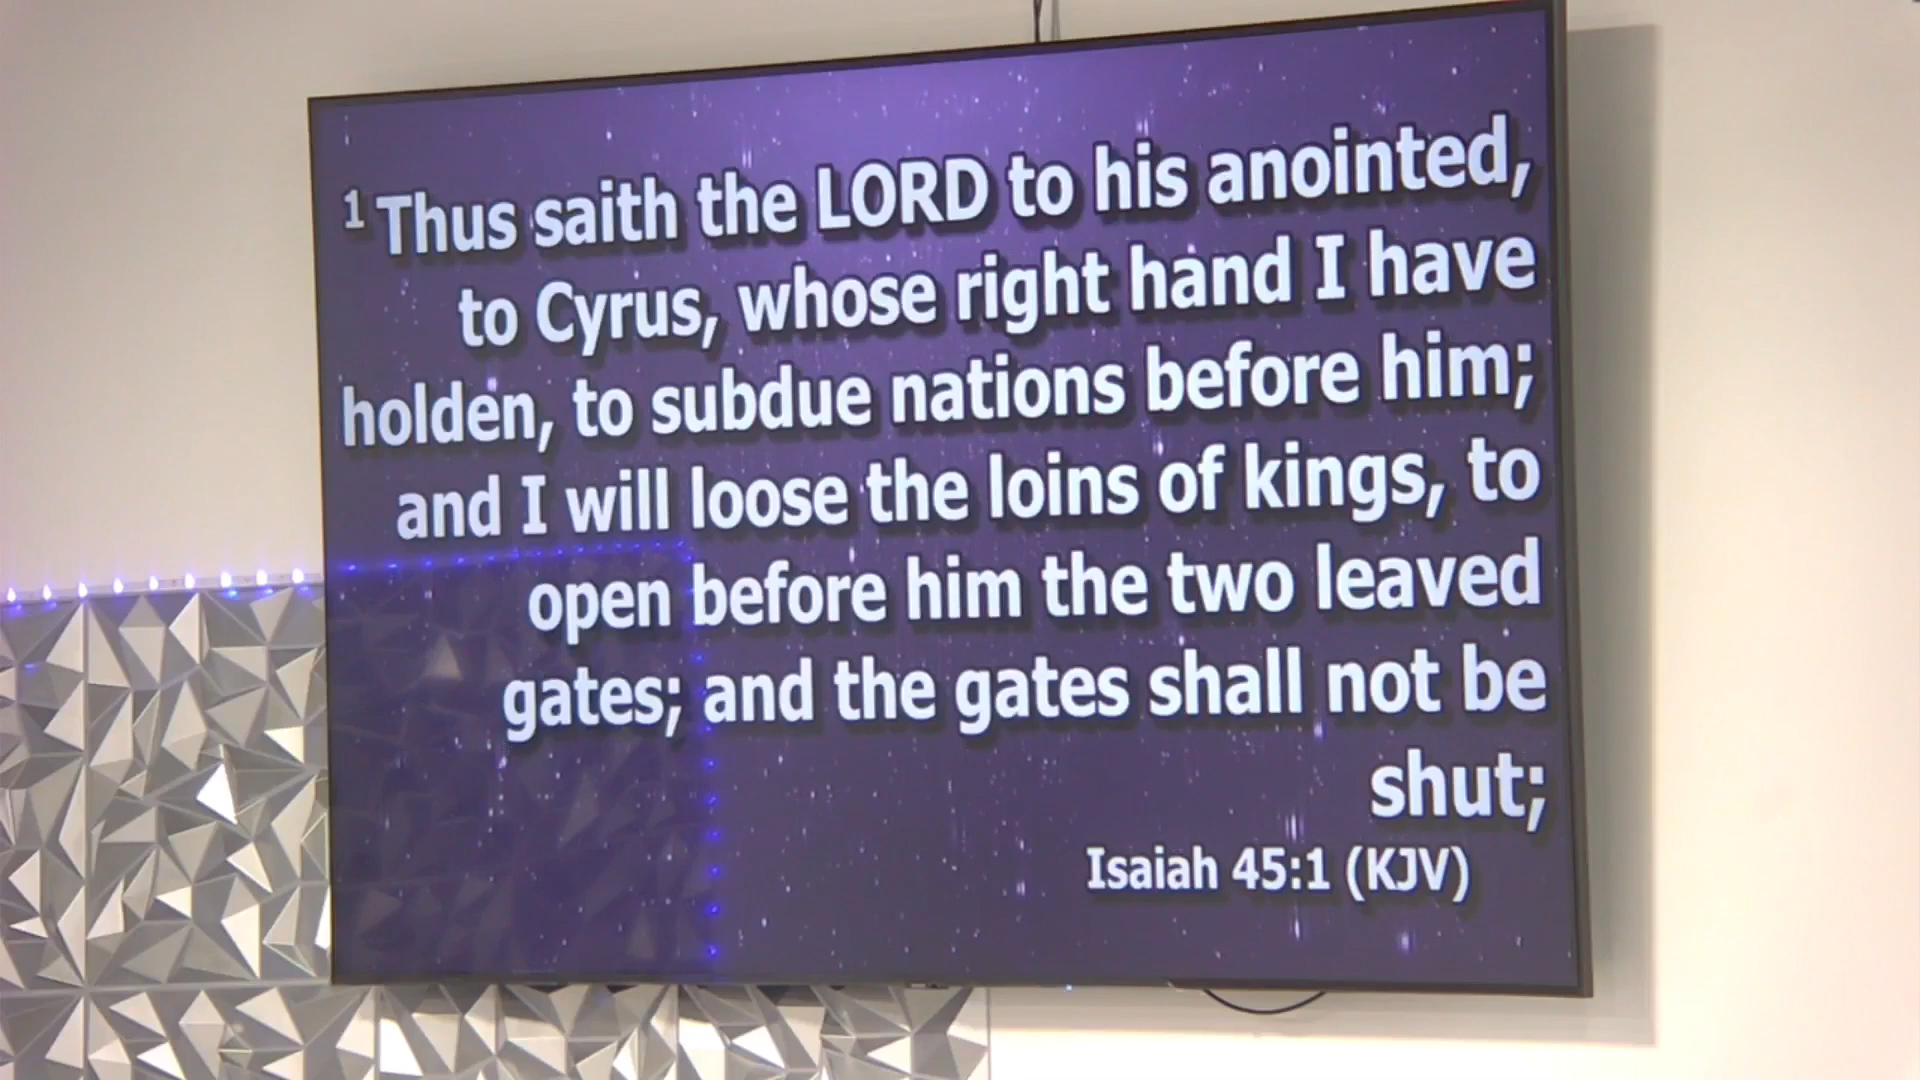 1 Thus saith the LORD to his anointed,
to Cyrus, whose right hand I have
holden, to subdue nations before him;
and I will loose the loins of kings, to
open before him the two leaved
gates; and the gates shall not be
shut;
Isaiah 45:1 (KJV)